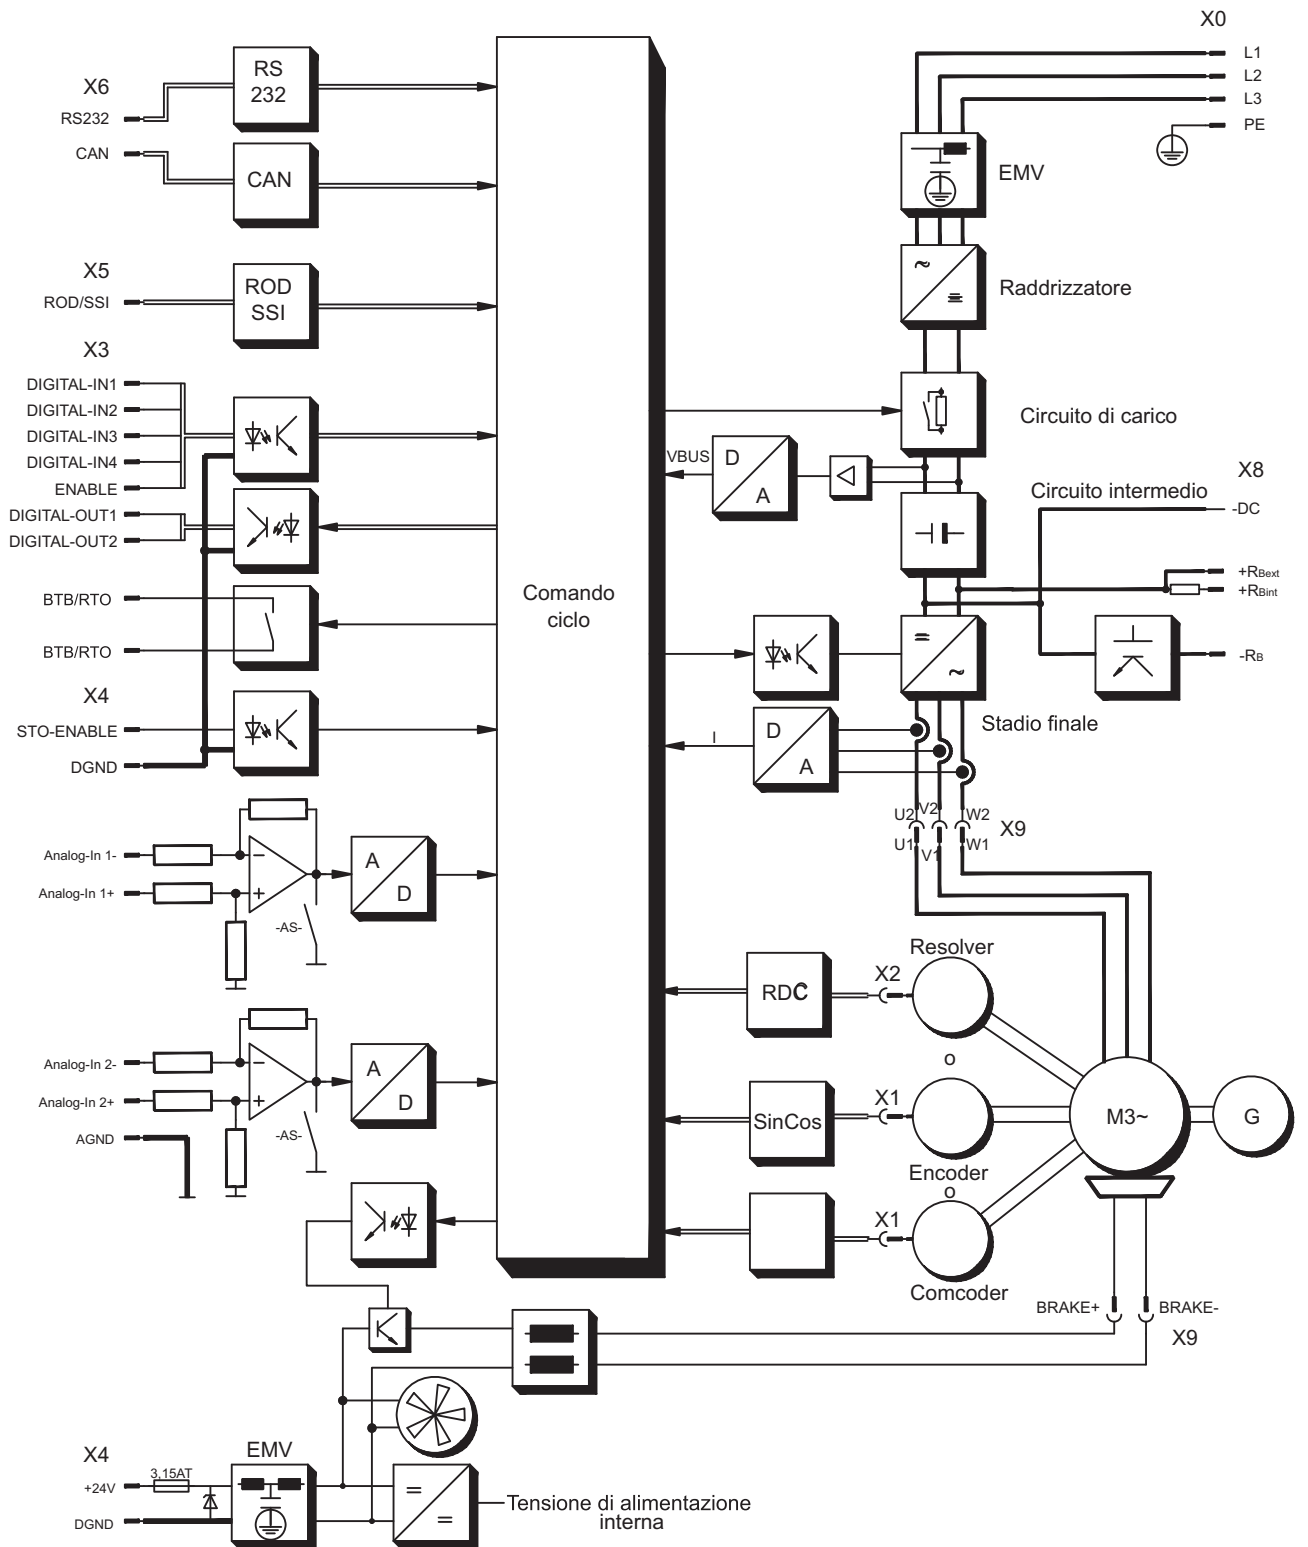 X0
L1
L2
L3
PE
EMV
Raddrizzatore
Circuito di carico
X6
RS232
CAN
RS
232
CAN
X5
ROD/SSI
ROD
SSI
X3
DIGITAL-IN1
DIGITAL-IN2
DIGITAL-IN3
DIGITAL-IN4
ENABLE
DIGITAL-OUT1
DIGITAL-OUT2
BTB/RTO
BTB/RTO
X4
STO-ENABLE
DGND
Comando
ciclo
VBUS
D
A
Circuito intermedio
X8
-DC
+RBext
+RBint
-RB
=
~
Stadio finale
I
D
A
U2
V2
W2
U1
V1
W1
X9
Analog-In 1-
Analog-In 1+
-
+
-AS-
A
D
Analog-In 2-
Analog-In 2+
AGND
-
+
-AS-
A
D
RDC
X2
Resolver
o
SinCos
X1
Encoder
o
X1
Comcoder
M3~
G
BRAKE+
BRAKE-
X9
X4
+24V
3,15AT
DGND
EMV
=
=
Tensione di alimentazione
interna